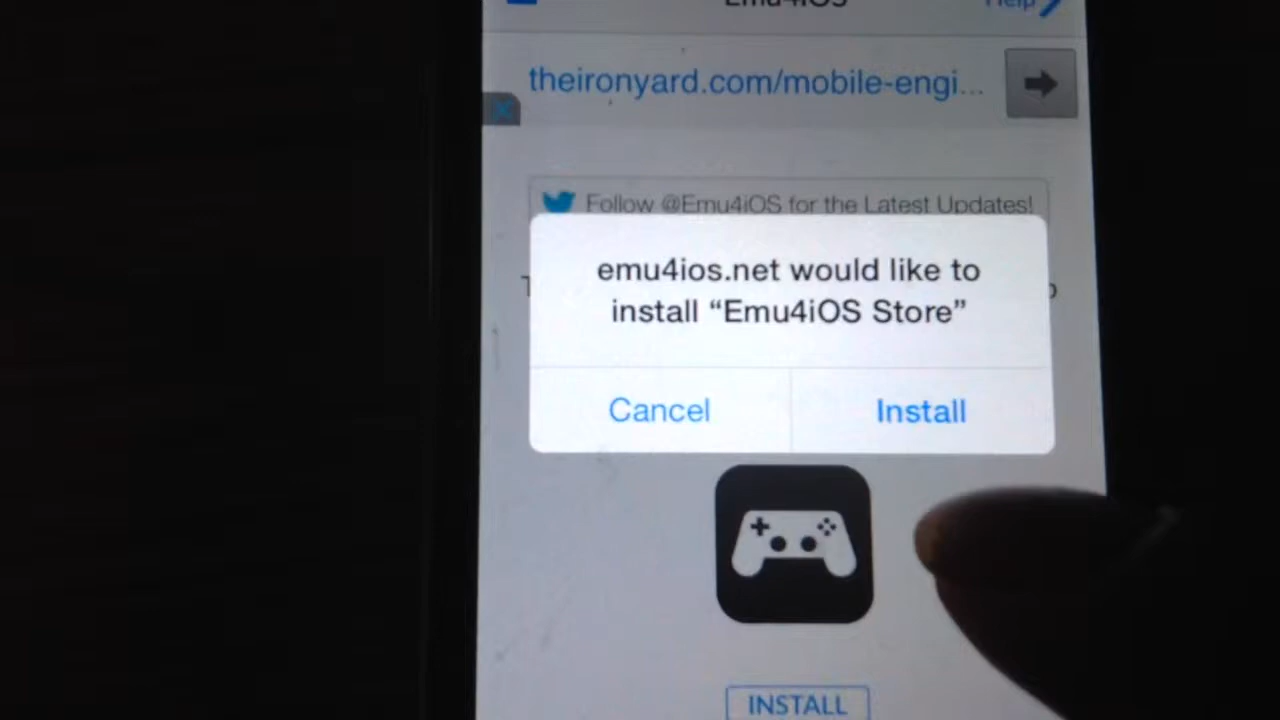 Emu4iOS
Help
theironyard.com/mobile-engi...
Follow @Emu4iOS for the Latest Updates!
emu4ios.net would like to
install “Emu4iOS Store”
Cancel
Install
INSTALL